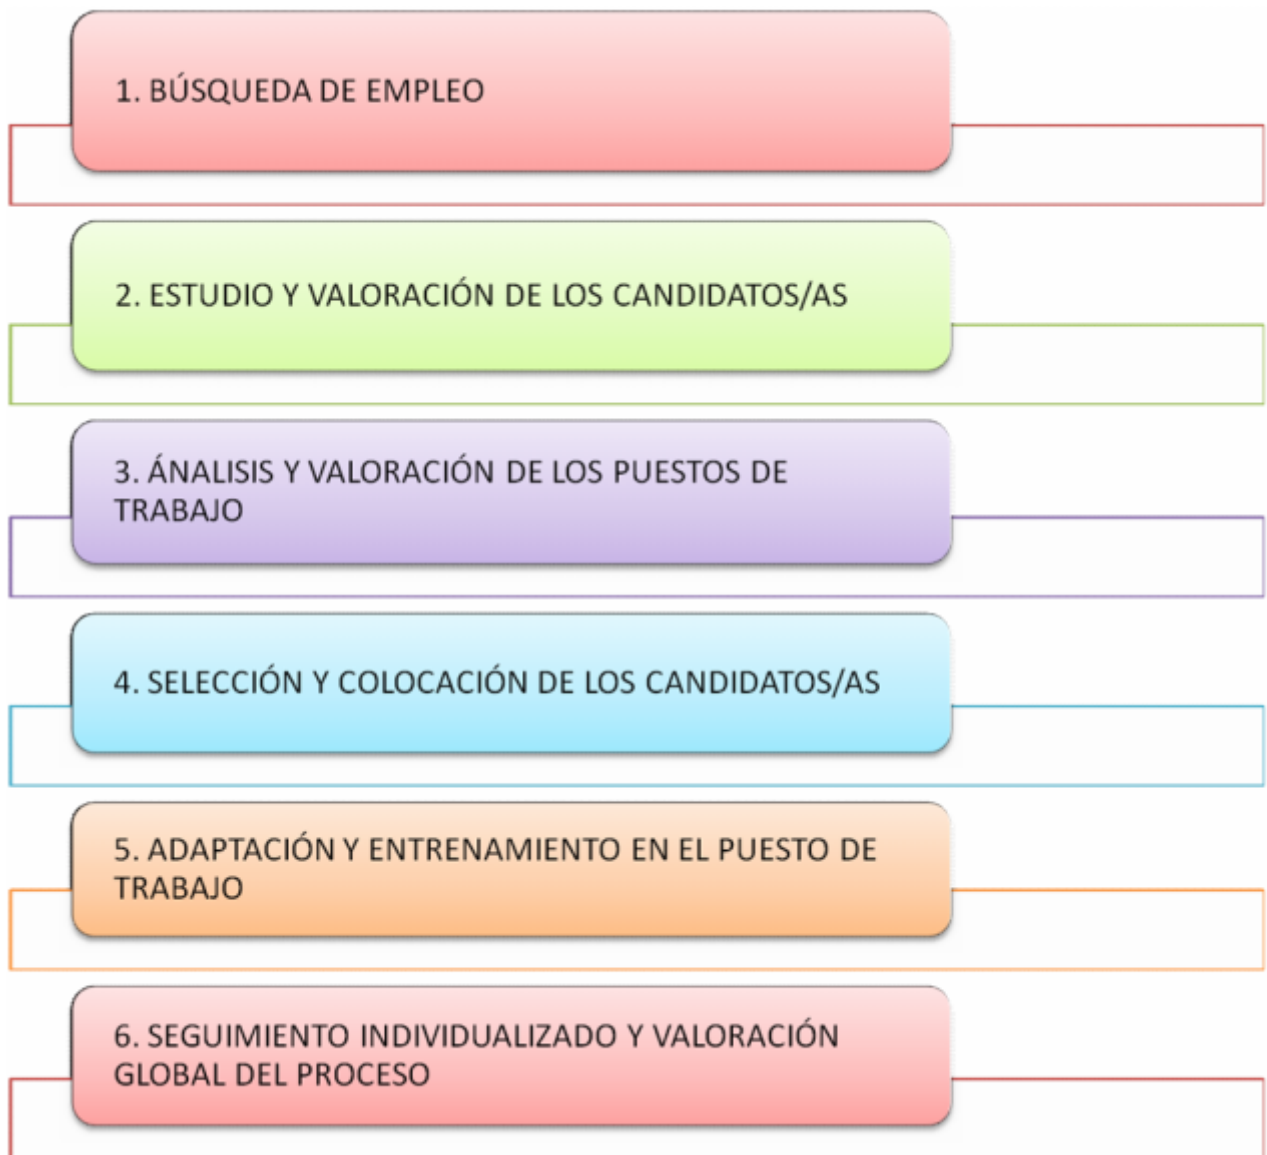 1. BÚSQUEDA DE EMPLEO
2. ESTUDIO Y VALORACIÓN DE LOS CANDIDATOS/AS
3. ÁNALISIS Y VALORACIÓN DE LOS PUESTOS DE
TRABAJO
4. SELECCIÓN Y COLOCACIÓN DE LOS CANDIDATOS/AS
5. ADAPTACIÓN Y ENTRENAMIENTO EN EL PUESTO DE
TRABAJO
6. SEGUIMIENTO INDIVIDUALIZADO Y VALORACIÓN
GLOBAL DEL PROCESO